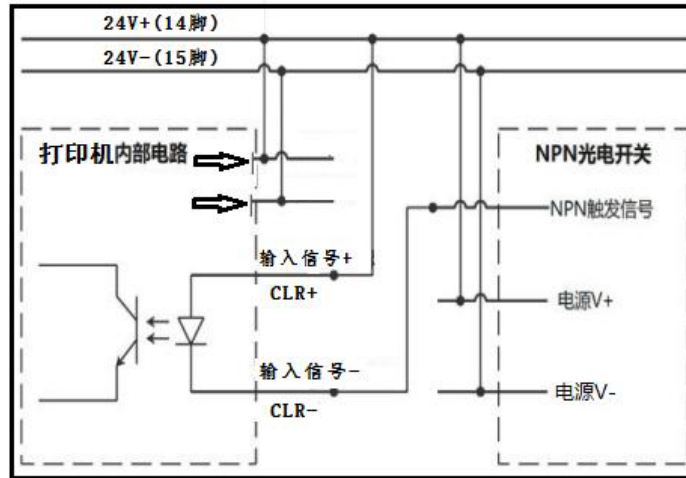 24V+(14脚)
24V-(15脚)
打印机内部电路
NPN光电开关
NPN触发信号
输入信号+
CLR+
电源V+
输入信号-
CLR-
电源V-